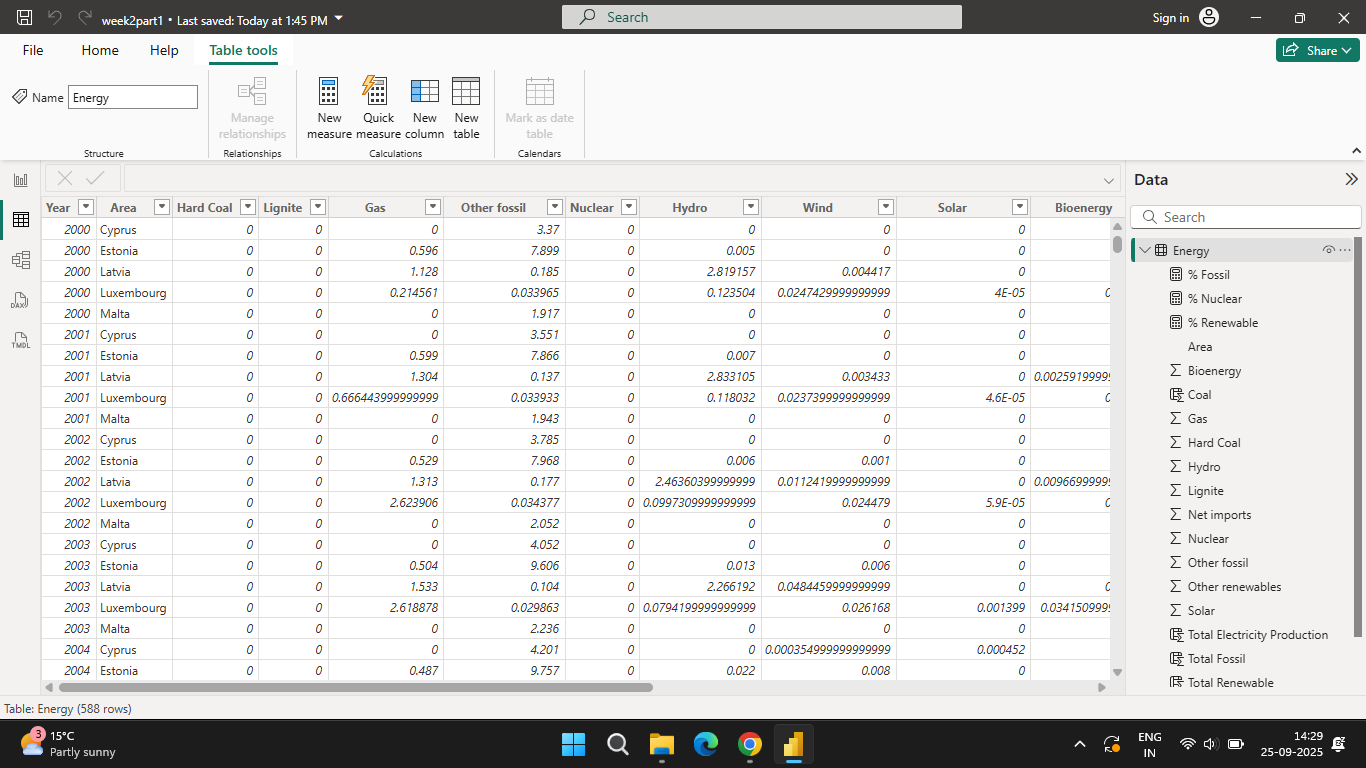 week2part1 • Last saved: Today at 1:45 PM
Search
Sign in
File Home Help Table tools
Share
Name Energy
Manage relationships
New measure
Quick measure
New column
New table
Mark as date table
Structure
Relationships
Calculations
Calendars
Year Area Hard Coal Lignite Gas Other fossil Nuclear Hydro Wind Solar Bioenergy
2000 Cyprus 0 0 0 3.37 0 0 0 0
2000 Estonia 0 0 0.596 7.899 0 0.005 0 0
2000 Latvia 0 0 1.128 0.185 0 2.819157 0.004417 0
2000 Luxembourg 0 0 0.214561 0.033965 0 0.123504 0.0247429999999999 4E-05
2000 Malta 0 0 0 1.917 0 0 0 0
2001 Cyprus 0 0 0 3.551 0 0 0 0
2001 Estonia 0 0 0.599 7.866 0 0.007 0 0
2001 Latvia 0 0 1.304 0.137 0 2.833105 0.003433 0 0.0025919999
2001 Luxembourg 0 0 0.666443999999999 0.033933 0 0.118032 0.0237399999999999 4.6E-05
2001 Malta 0 0 0 1.943 0 0 0 0
2002 Cyprus 0 0 0 3.785 0 0 0 0
2002 Estonia 0 0 0.529 7.968 0 0.006 0.001 0
2002 Latvia 0 0 1.313 0.177 0 2.46360399999999 0.0112419999999999 0 0.0096699999
2002 Luxembourg 0 0 2.623906 0.034377 0 0.0997309999999999 0.024479 5.9E-05
2002 Malta 0 0 0 2.052 0 0 0 0
2003 Cyprus 0 0 0 4.052 0 0 0 0
2003 Estonia 0 0 0.504 9.606 0 0.013 0.006 0
2003 Latvia 0 0 1.533 0.104 0 2.266192 0.0484459999999999 0
2003 Luxembourg 0 0 2.618878 0.029863 0 0.0794199999999999 0.026168 0.001399 0.0341509999
2003 Malta 0 0 0 2.236 0 0 0 0
2004 Cyprus 0 0 0 4.201 0 0 0.000354999999999999 0.000452
2004 Estonia 0 0 0.487 9.757 0 0.022 0.008 0
Table: Energy (588 rows)
DAX
TMDL
Data
Search
Energy
% Fossil
% Nuclear
% Renewable
Area
Bioenergy
Coal
Gas
Hard Coal
Hydro
Lignite
Net imports
Nuclear
Other fossil
Other renewables
Solar
Total Electricity Production
Total Fossil
Total Renewable
3
15°C
Partly sunny
ENG
IN
14:29
25-09-2025